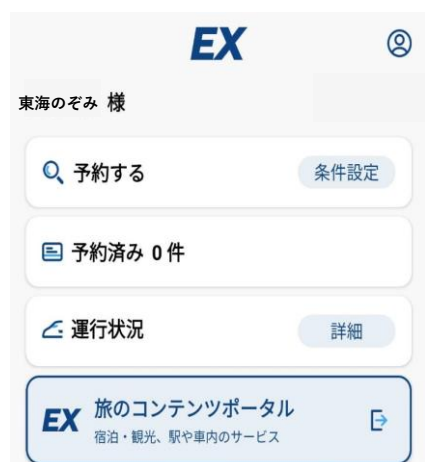 EX
東海のぞみ 様
予約する 条件設定
予約済み 0 件
運行状況 詳細
EX 旅のコンテンツポータル
宿泊・観光、駅や車内のサービス